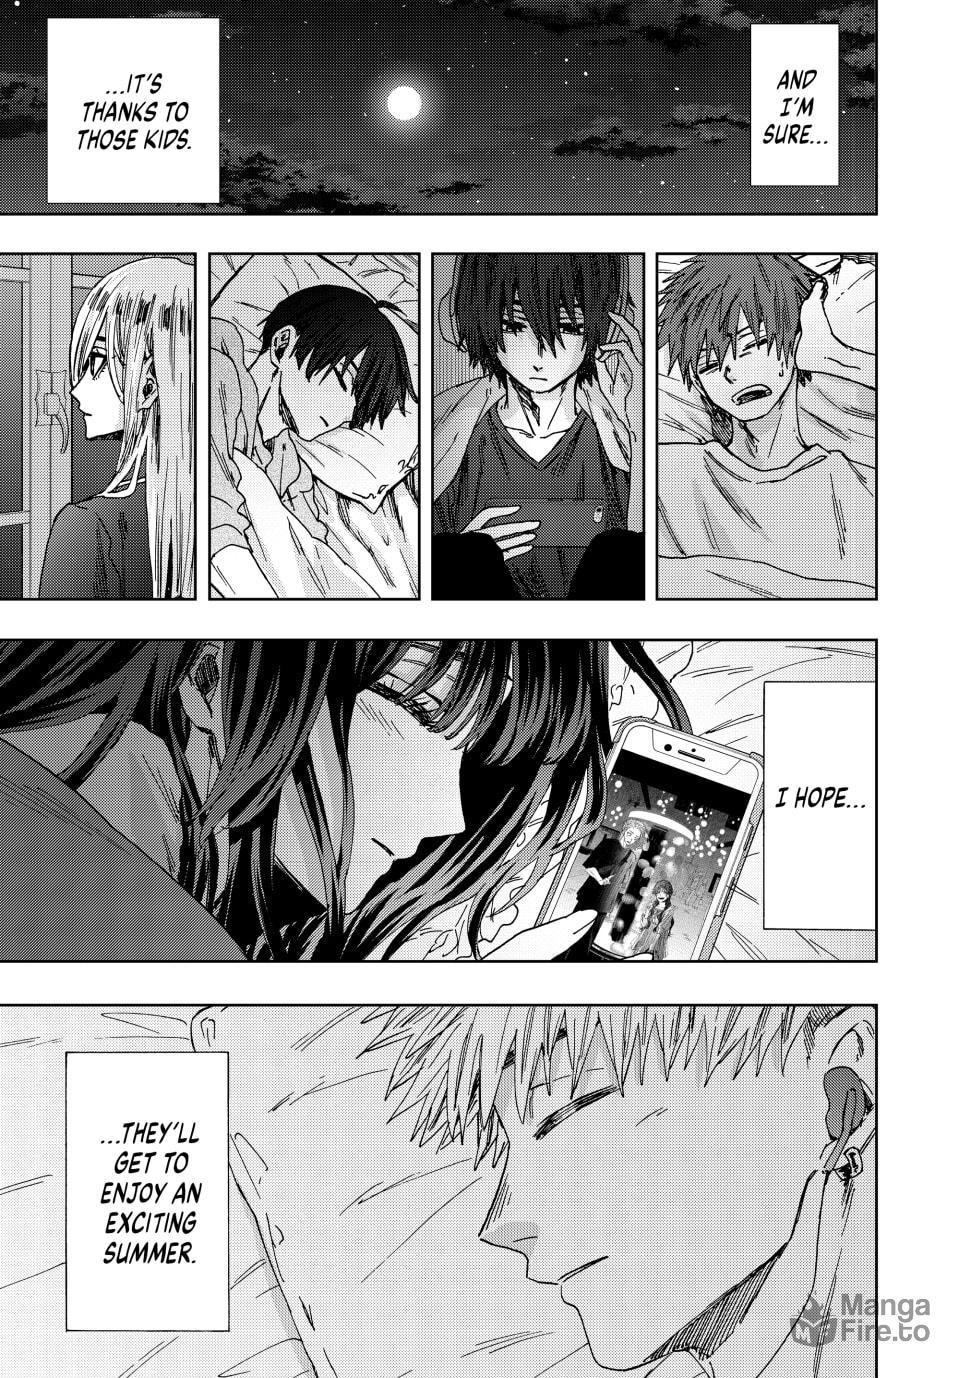 AND
I'M
SURE...
...IT'S
THANKS TO
THOSE KIDS.
I HOPE...
...THEY'LL
GET TO
ENJOY AN
EXCITING
SUMMER.
Manga
Fire.to